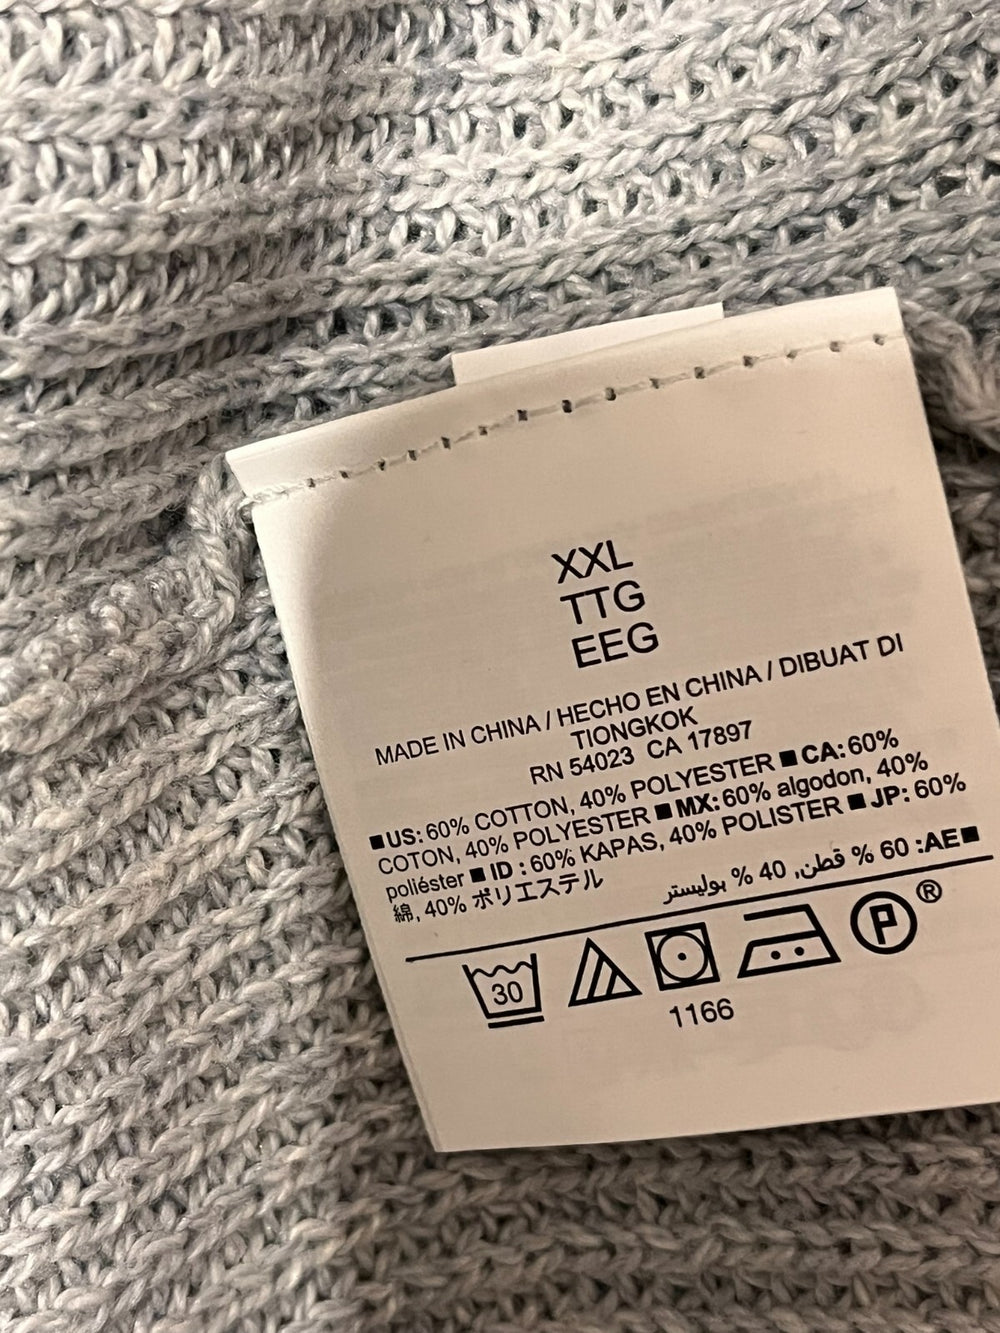 XXL
TTG
EEG
MADE IN CHINA / HECHO EN CHINA / DIBUAT DI
TIONGKOK
RN 54023 CA 17897
■US: 60% COTTON, 40% POLYESTER ■CA: 60%
COTON, 40% POLYESTER ■MX: 60% algodon, 40%
poliéster ■ID : 60% KAPAS, 40% POLISTER ■JP: 60%
綿, 40% ポリエステル
■AE: 60 % قطن, 40 % بوليستر
30
P ®
1166